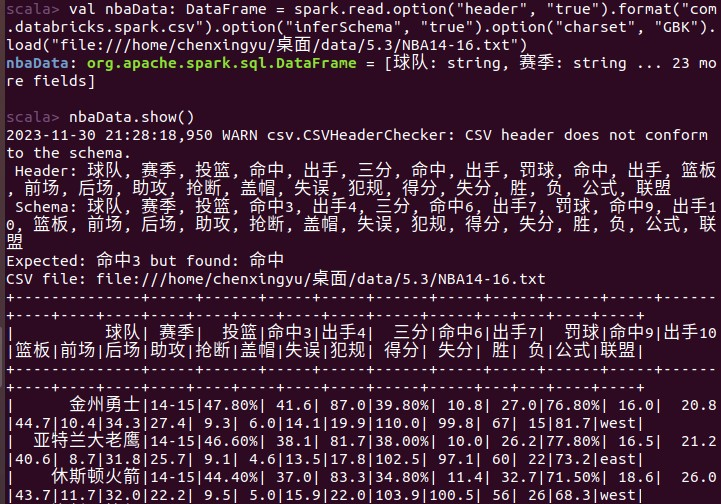 scala> val nbaData: DataFrame = spark.read.option("header", "true").format("com
.databricks.spark.csv").option("inferSchema", "true").option("charset", "GBK").
load("file:///home/chenxingyu/桌面/data/5.3/NBA14-16.txt")
nbaData: org.apache.spark.sql.DataFrame = [球队: string, 赛季: string ... 23 mo
re fields]
scala> nbaData.show()
2023-11-30 21:28:18,950 WARN csv.CSVHeaderChecker: CSV header does not conform
to the schema.
 Header: 球队, 赛季, 投篮, 命中, 出手, 三分, 命中, 出手, 罚球, 命中, 出手, 篮板
, 前场, 后场, 助攻, 抢断, 盖帽, 失误, 犯规, 得分, 失分, 胜, 负, 公式, 联盟
 Schema: 球队, 赛季, 投篮, 命中3, 出手4, 三分, 命中6, 出手7, 罚球, 命中9, 出手1
0, 篮板, 前场, 后场, 助攻, 抢断, 盖帽, 失误, 犯规, 得分, 失分, 胜, 负, 公式, 联
盟
Expected: 命中3 but found: 命中
CSV file: file:///home/chenxingyu/桌面/data/5.3/NBA14-16.txt
+--------------+-----+------+-----+-----+------+-----+-----+------+-----+------
+----+----+----+----+----+----+----+----+-----+-----+---+---+----+----+
|          球队| 赛季|  投篮|命中3|出手4|  三分|命中6|出手7|  罚球|命中9|出手10
|篮板|前场|后场|助攻|抢断|盖帽|失误|犯规| 得分| 失分| 胜| 负|公式|联盟|
+--------------+-----+------+-----+-----+------+-----+-----+------+-----+------
+----+----+----+----+----+----+----+----+-----+-----+---+---+----+----+
|      金州勇士|14-15|47.80%| 41.6| 87.0|39.80%| 10.8| 27.0|76.80%| 16.0|  20.8
|44.7|10.4|34.3|27.4| 9.3| 6.0|14.1|19.9|110.0| 99.8| 67| 15|81.7|west|
|  亚特兰大老鹰|14-15|46.60%| 38.1| 81.7|38.00%| 10.0| 26.2|77.80%| 16.5|  21.2
|40.6| 8.7|31.8|25.7| 9.1| 4.6|13.5|17.8|102.5| 97.1| 60| 22|73.2|east|
|    休斯顿火箭|14-15|44.40%| 37.0| 83.3|34.80%| 11.4| 32.7|71.50%| 18.6|  26.0
|43.7|11.7|32.0|22.2| 9.5| 5.0|15.9|22.0|103.9|100.5| 56| 26|68.3|west|